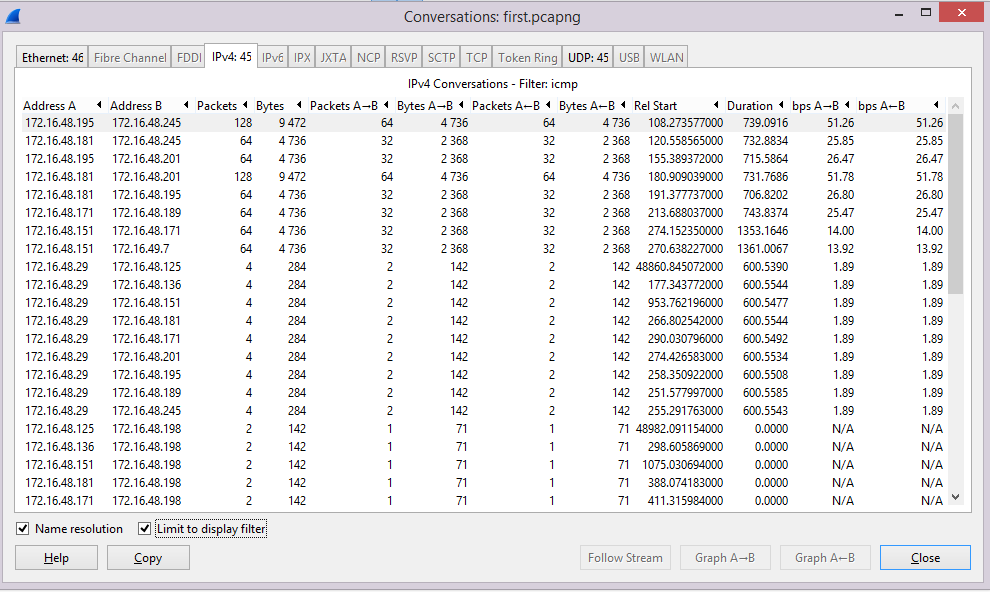 Conversations: first.pcapng
Ethernet: 46 Fibre Channel FDDI IPv4: 45 IPv6 IPX JXTA NCP RSVP SCTP TCP Token Ring UDP: 45 USB WLAN
IPv4 Conversations - Filter: icmp
Address A Address B Packets Bytes Packets A→B Bytes A→B Packets A←B Bytes A←B Rel Start Duration bps A→B bps A←B
172.16.48.195 172.16.48.245 128 9 472 64 4 736 64 4 736 108.273577000 739.0916 51.26 51.26
172.16.48.181 172.16.48.245 64 4 736 32 2 368 32 2 368 120.558565000 732.8834 25.85 25.85
172.16.48.195 172.16.48.201 64 4 736 32 2 368 32 2 368 155.389372000 715.5864 26.47 26.47
172.16.48.181 172.16.48.201 128 9 472 64 4 736 64 4 736 180.909039000 731.7686 51.78 51.78
172.16.48.181 172.16.48.195 64 4 736 32 2 368 32 2 368 191.377737000 706.8202 26.80 26.80
172.16.48.171 172.16.48.189 64 4 736 32 2 368 32 2 368 213.688037000 743.8374 25.47 25.47
172.16.48.151 172.16.48.171 64 4 736 32 2 368 32 2 368 274.152350000 1353.1646 14.00 14.00
172.16.48.151 172.16.49.7 64 4 736 32 2 368 32 2 368 270.638227000 1361.0067 13.92 13.92
172.16.48.29 172.16.48.125 4 284 2 142 2 142 48860.845072000 600.5390 1.89 1.89
172.16.48.29 172.16.48.136 4 284 2 142 2 142 177.343772000 600.5544 1.89 1.89
172.16.48.29 172.16.48.151 4 284 2 142 2 142 953.762196000 600.5477 1.89 1.89
172.16.48.29 172.16.48.181 4 284 2 142 2 142 266.802542000 600.5544 1.89 1.89
172.16.48.29 172.16.48.171 4 284 2 142 2 142 290.030796000 600.5492 1.89 1.89
172.16.48.29 172.16.48.201 4 284 2 142 2 142 274.426583000 600.5534 1.89 1.89
172.16.48.29 172.16.48.195 4 284 2 142 2 142 258.350922000 600.5508 1.89 1.89
172.16.48.29 172.16.48.189 4 284 2 142 2 142 251.577997000 600.5585 1.89 1.89
172.16.48.29 172.16.48.245 4 284 2 142 2 142 255.291763000 600.5543 1.89 1.89
172.16.48.125 172.16.48.198 2 142 1 71 1 71 48982.091154000 0.0000 N/A N/A
172.16.48.136 172.16.48.198 2 142 1 71 1 71 298.605869000 0.0000 N/A N/A
172.16.48.151 172.16.48.198 2 142 1 71 1 71 1075.030694000 0.0000 N/A N/A
172.16.48.181 172.16.48.198 2 142 1 71 1 71 388.074183000 0.0000 N/A N/A
172.16.48.171 172.16.48.198 2 142 1 71 1 71 411.315984000 0.0000 N/A N/A
Name resolution Limit to display filter
Help Copy Follow Stream Graph A→B Graph A←B Close